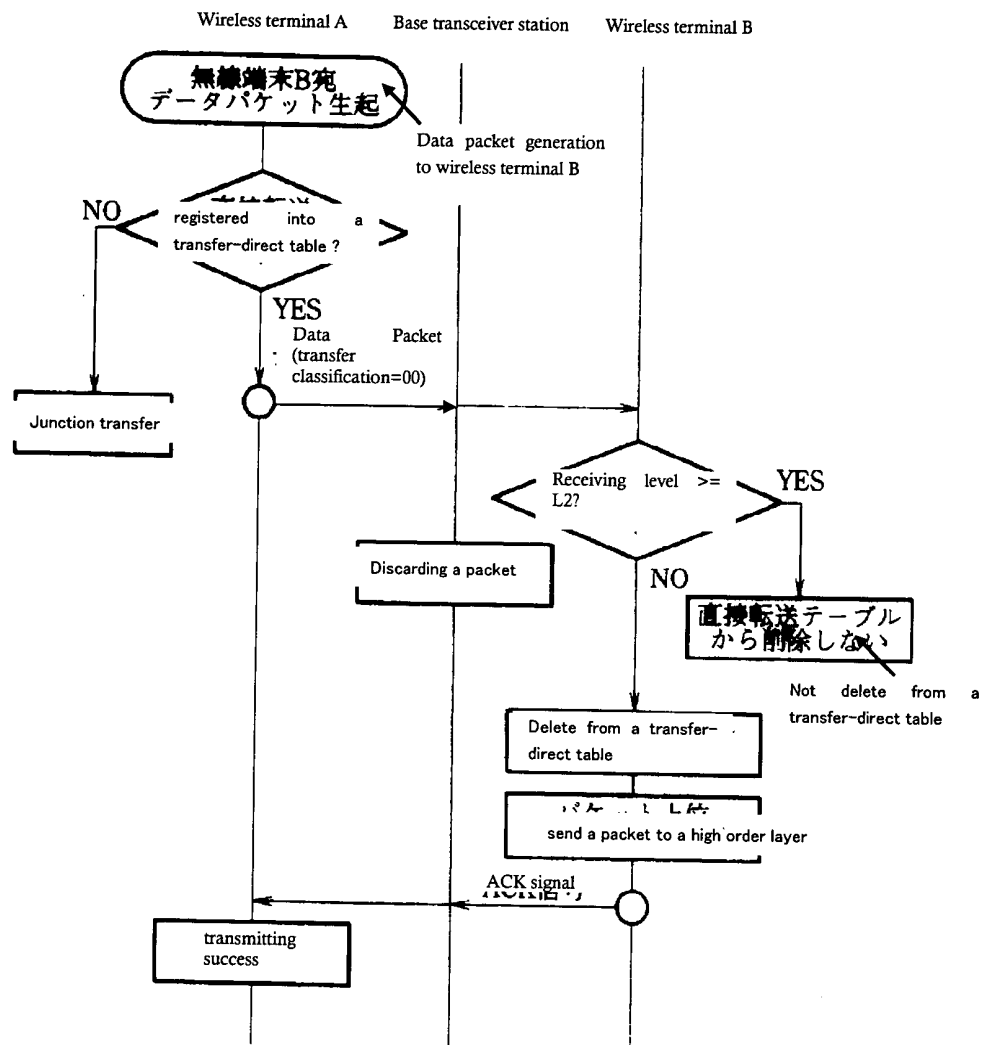 Wireless terminal A
Base transceiver station
Wireless terminal B
無線端末B宛
データパケット生起
Data packet generation
to wireless terminal B
NO
registered into a
transfer-direct table ?
YES
Data Packet
(transfer
classification=00)
Junction transfer
Receiving level >=
L2?
YES
Discarding a packet
NO
直接転送テーブル
から削除しない
Not delete from a
transfer-direct table
Delete from a transfer-
direct table
send a packet to a high order layer
ACK signal
transmitting
success